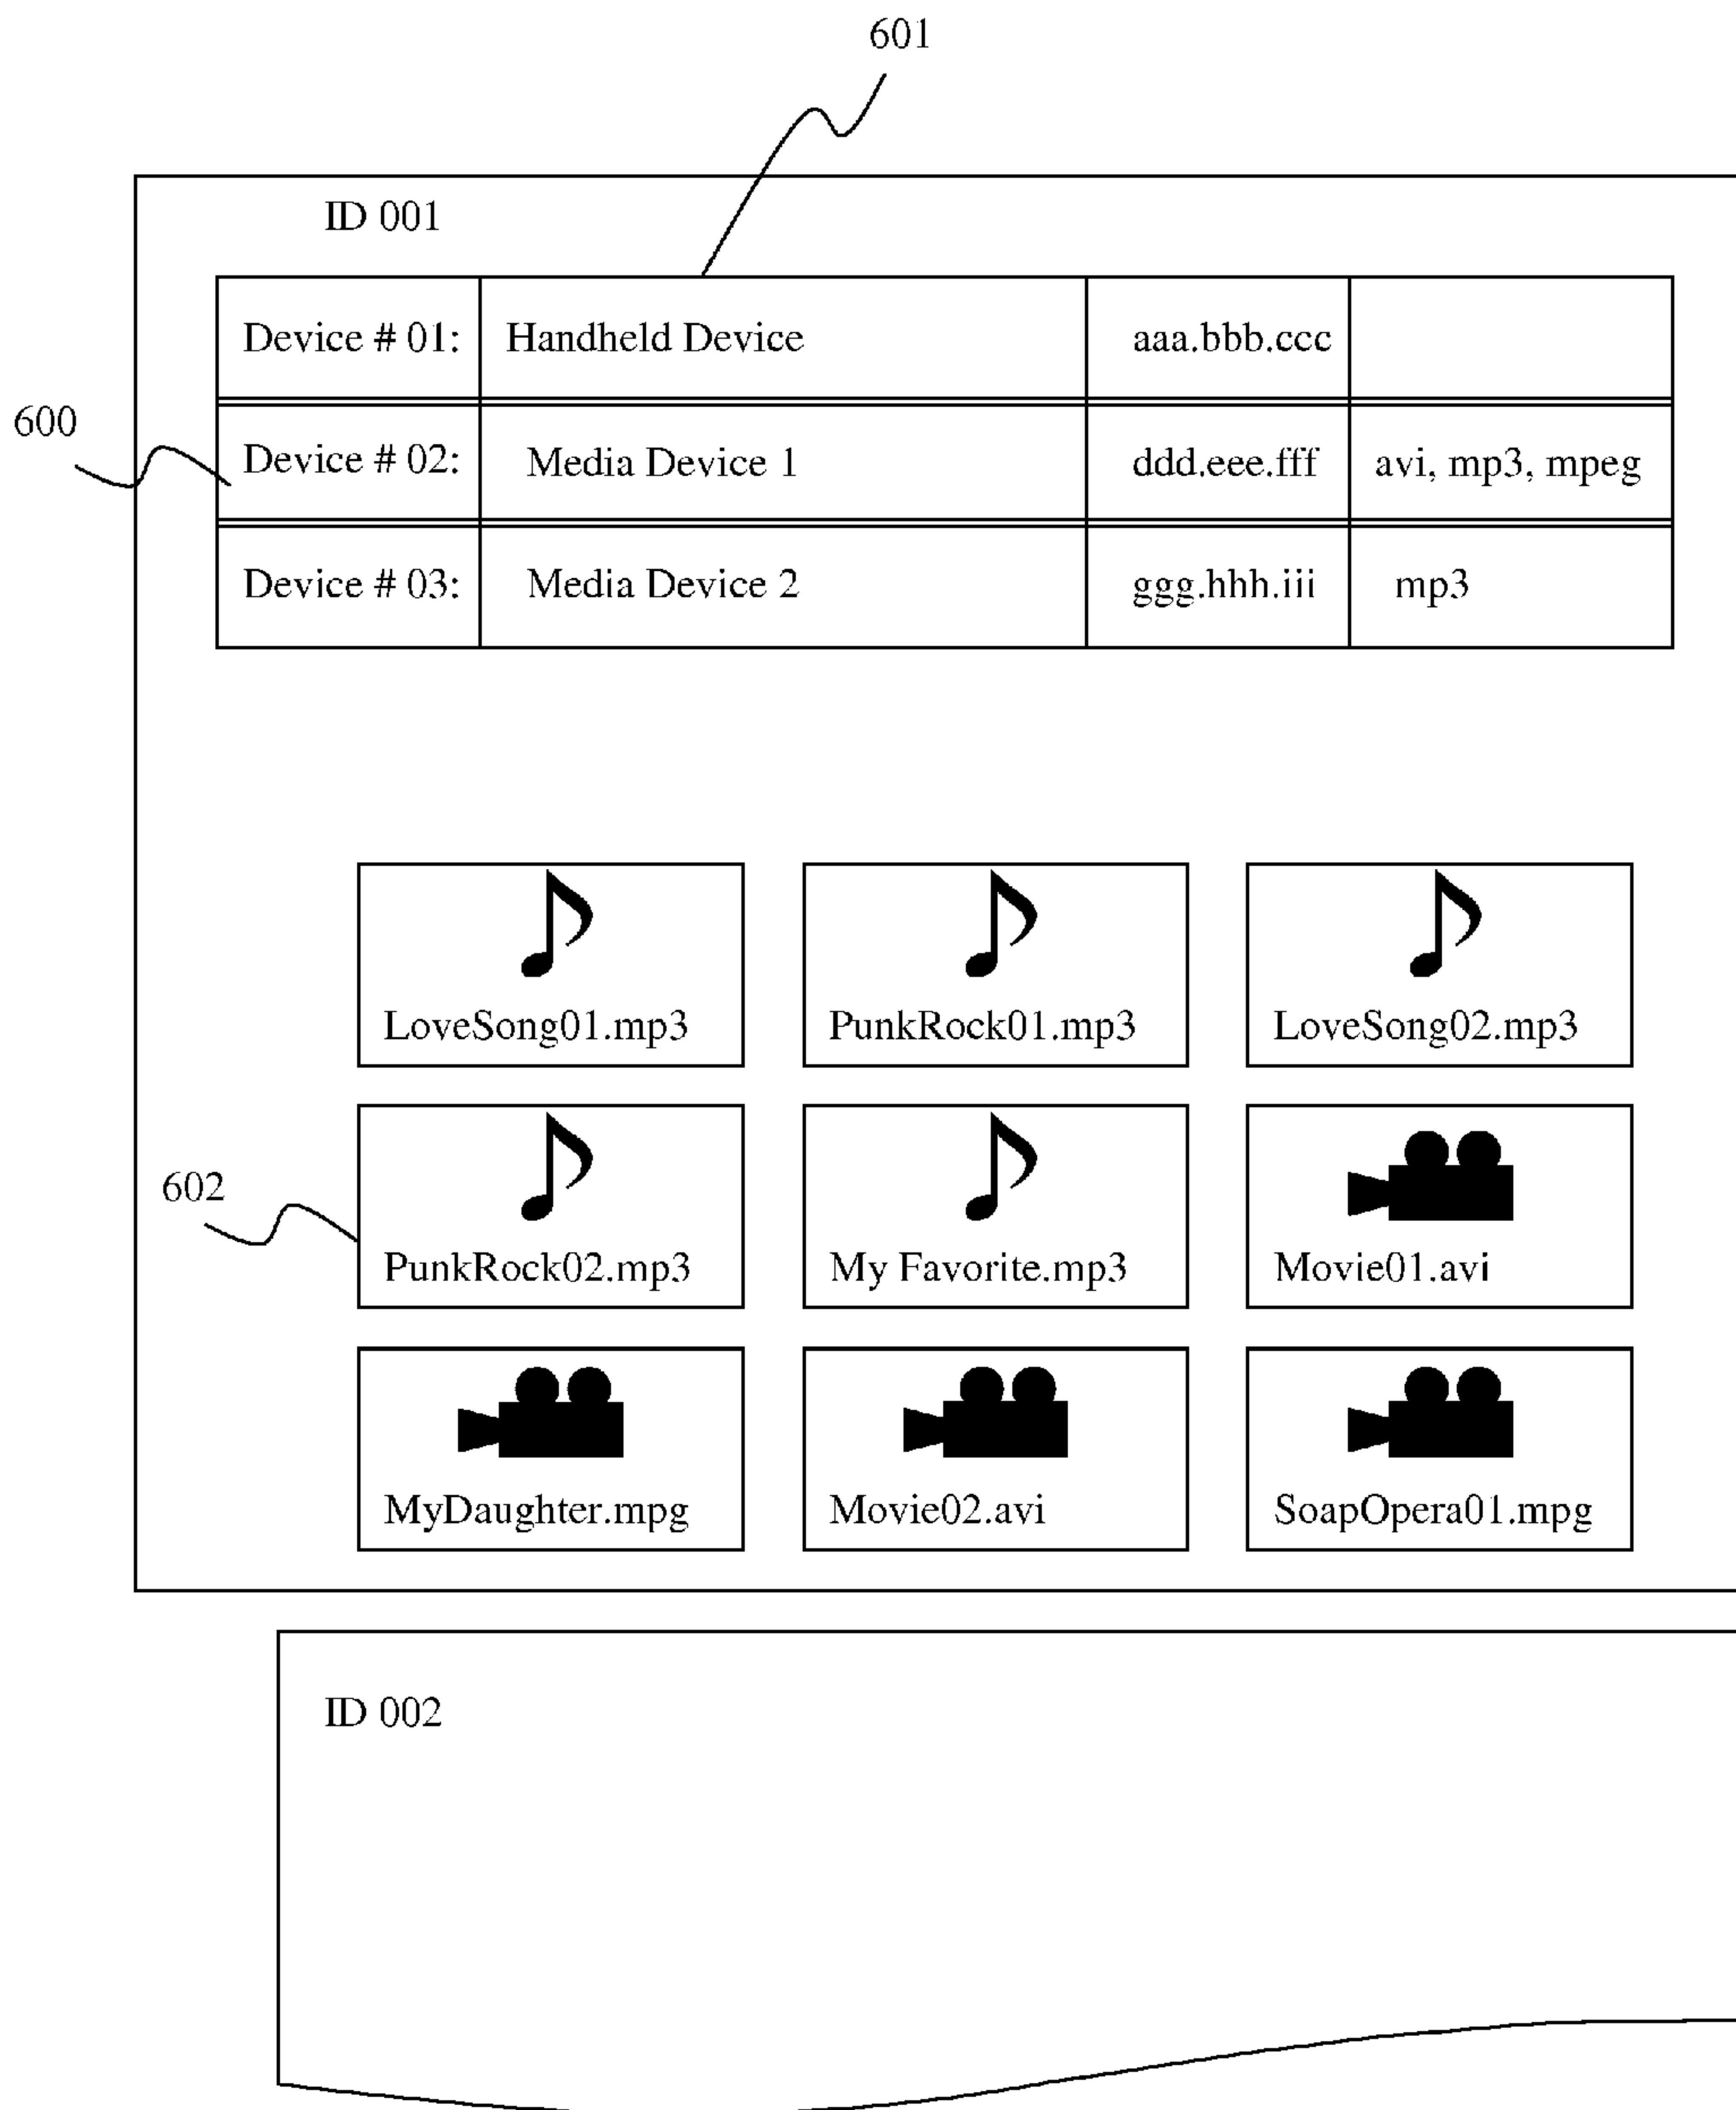 601
ID 001
Device # 01: Handheld Device aaa.bbb.ccc
600
Device # 02: Media Device 1 ddd.eee.fff avi, mp3, mpeg
Device # 03: Media Device 2 ggg.hhh.iii mp3
LoveSong01.mp3 PunkRock01.mp3 LoveSong02.mp3
602
PunkRock02.mp3 My Favorite.mp3 Movie01.avi
MyDaughter.mpg Movie02.avi SoapOpera01.mpg
ID 002